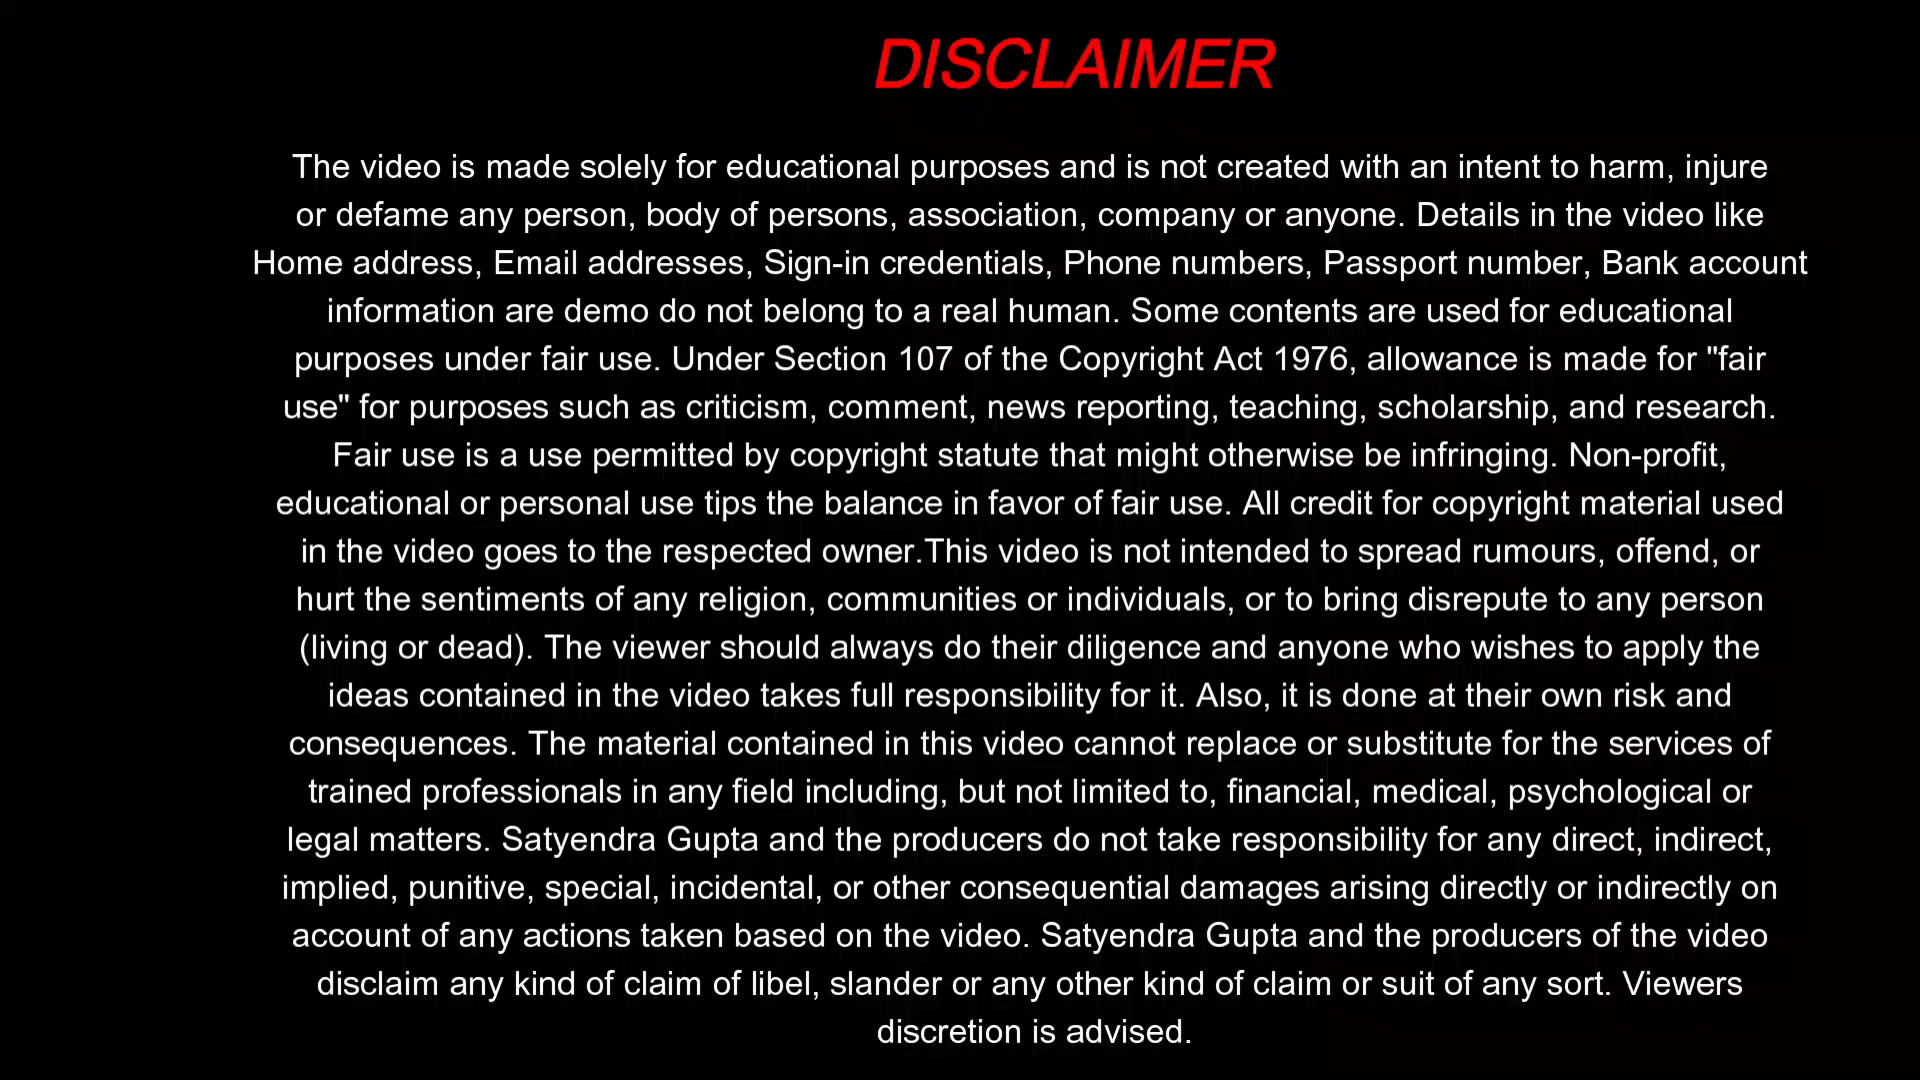 DISCLAIMER
The video is made solely for educational purposes and is not created with an intent to harm, injure
or defame any person, body of persons, association, company or anyone. Details in the video like
Home address, Email addresses, Sign-in credentials, Phone numbers, Passport number, Bank account
information are demo do not belong to a real human. Some contents are used for educational
purposes under fair use. Under Section 107 of the Copyright Act 1976, allowance is made for "fair
use" for purposes such as criticism, comment, news reporting, teaching, scholarship, and research.
Fair use is a use permitted by copyright statute that might otherwise be infringing. Non-profit,
educational or personal use tips the balance in favor of fair use. All credit for copyright material used
in the video goes to the respected owner.This video is not intended to spread rumours, offend, or
hurt the sentiments of any religion, communities or individuals, or to bring disrepute to any person
(living or dead). The viewer should always do their diligence and anyone who wishes to apply the
ideas contained in the video takes full responsibility for it. Also, it is done at their own risk and
consequences. The material contained in this video cannot replace or substitute for the services of
trained professionals in any field including, but not limited to, financial, medical, psychological or
legal matters. Satyendra Gupta and the producers do not take responsibility for any direct, indirect,
implied, punitive, special, incidental, or other consequential damages arising directly or indirectly on
account of any actions taken based on the video. Satyendra Gupta and the producers of the video
disclaim any kind of claim of libel, slander or any other kind of claim or suit of any sort. Viewers
discretion is advised.